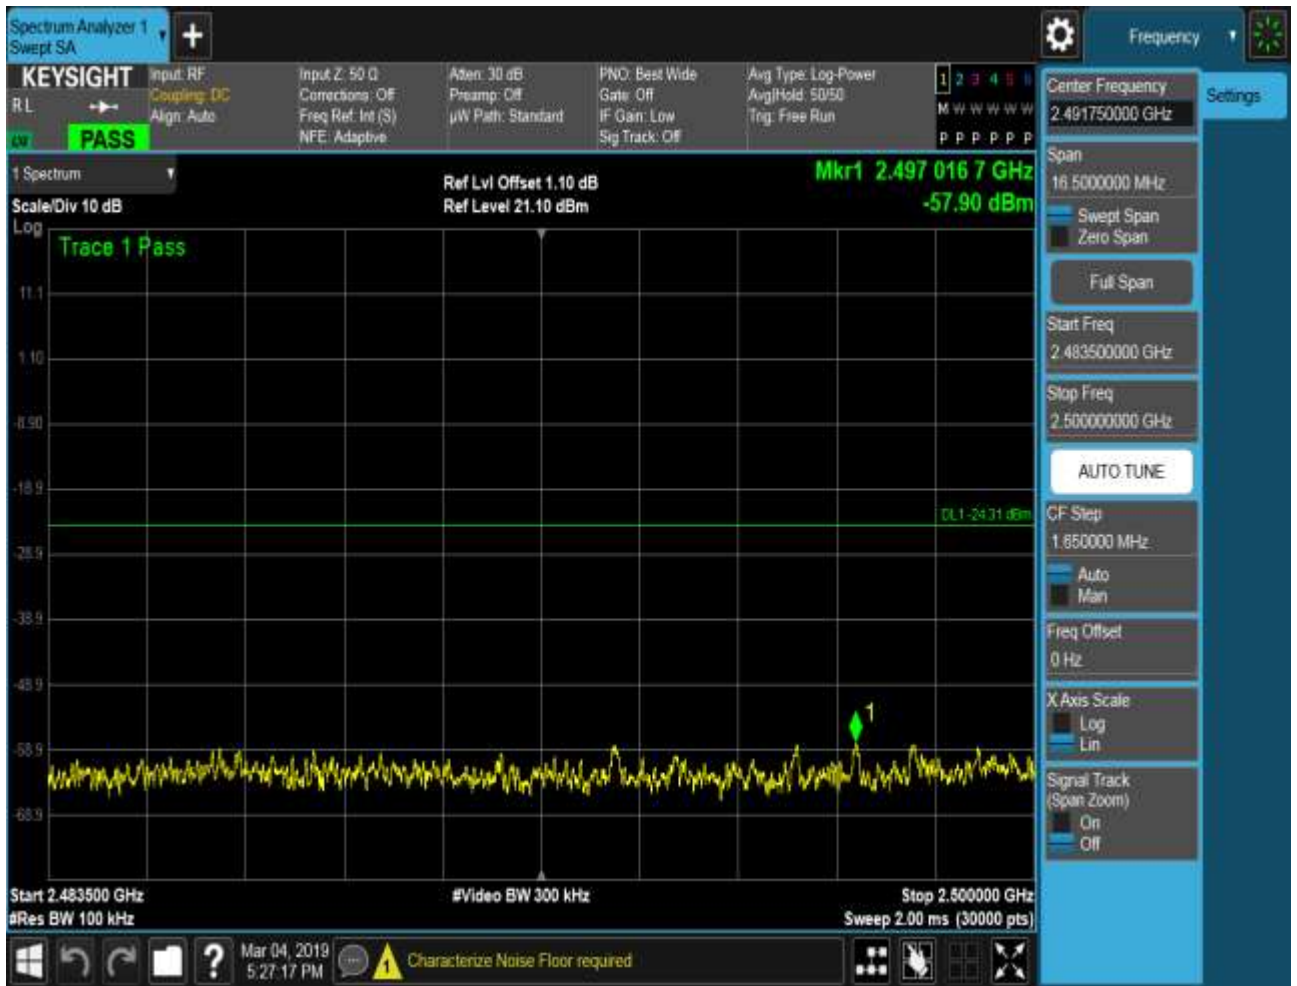 Spectrum Analyzer 1
Swept SA
Frequency
KEYSIGHT
R L
PASS
Input: RF
Coupling: DC
Align: Auto
Input Z: 50 Ω
Corrections: Off
Freq Ref: Int (S)
NFE: Adaptive
Atten: 30 dB
Preamp: Off
µW Path: Standard
PNO: Best Wide
Gate: Off
IF Gain: Low
Sig Track: Off
Avg Type: Log-Power
Avg|Hold: 50/50
Trig: Free Run
1 2 3 4 5 6
M W W W W W
P P P P P P
1 Spectrum
Scale/Div 10 dB
Log
Ref Lvl Offset 1.10 dB
Ref Level 21.10 dBm
Mkr1 2.497 016 7 GHz
-57.90 dBm
Trace 1 Pass
11.1
1.10
-8.90
-18.9
DL1 -24.31 dBm
-28.9
-38.9
-48.9
1
-58.9
-68.9
Start 2.483500 GHz
#Res BW 100 kHz
#Video BW 300 kHz
Stop 2.500000 GHz
Sweep 2.00 ms (30000 pts)
Center Frequency
2.491750000 GHz
Settings
Span
16.5000000 MHz
Swept Span
Zero Span
Full Span
Start Freq
2.483500000 GHz
Stop Freq
2.500000000 GHz
AUTO TUNE
CF Step
1.650000 MHz
Auto
Man
Freq Offset
0 Hz
X Axis Scale
Log
Lin
Signal Track
(Span Zoom)
On
Off
?
Mar 04, 2019
5:27:17 PM
1
Characterize Noise Floor required